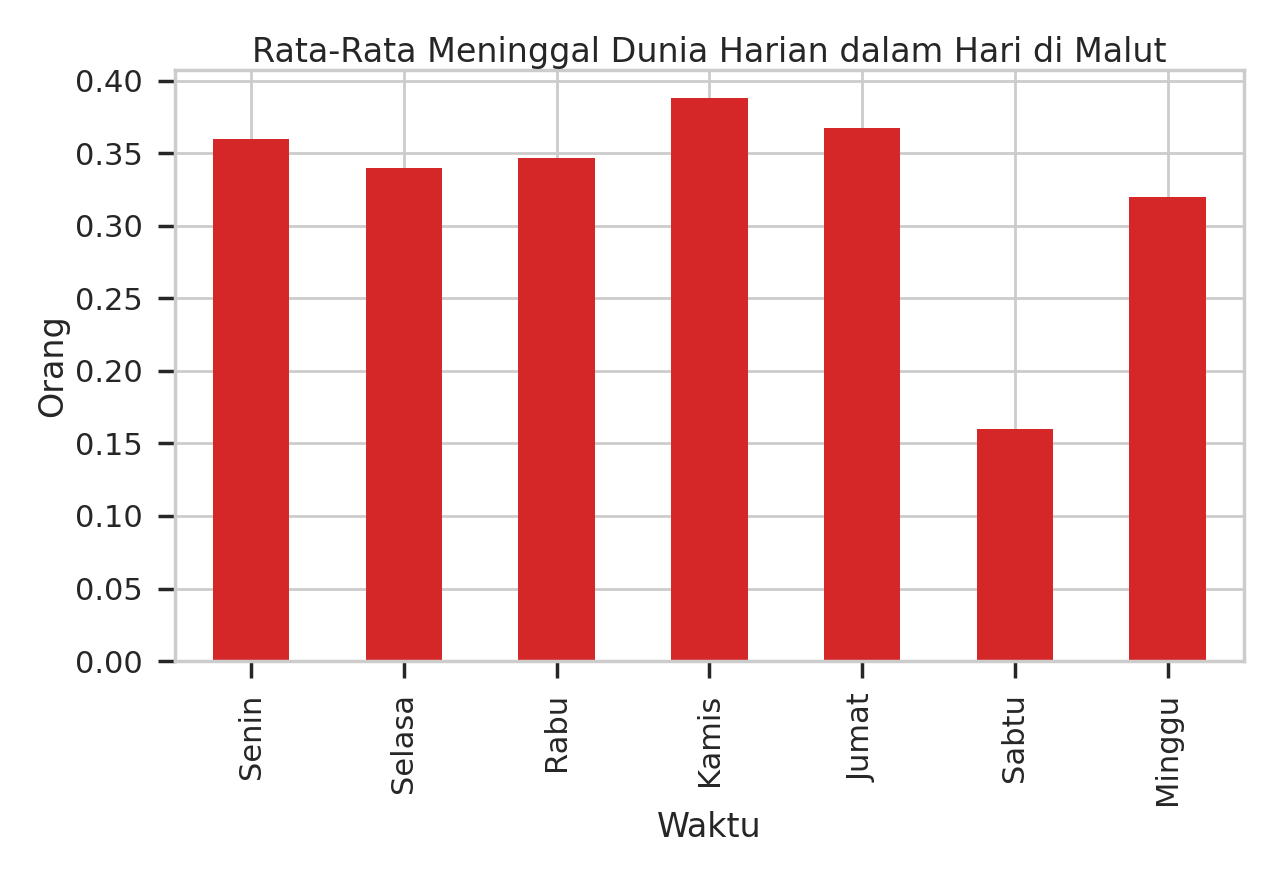 Rata-Rata Meninggal Dunia Harian dalam Hari di Malut
0.40
0.35
0.30
0.25
0.20
0.15
0.10
0.05
0.00
Orang
Senin
Selasa
Rabu
Kamis
Jumat
Sabtu
Minggu
Waktu